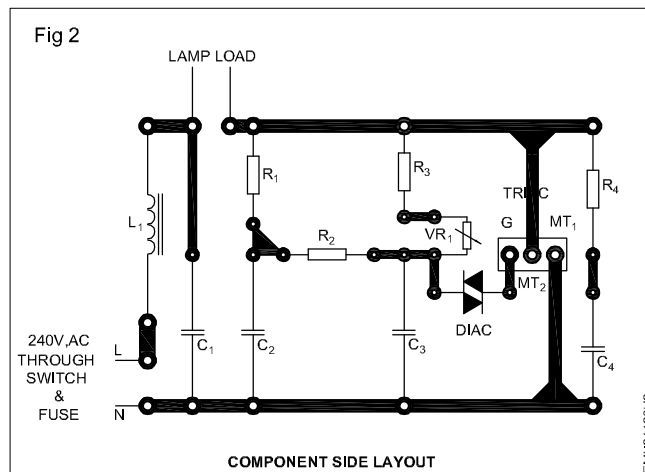 Fig 2
LAMP LOAD
R1
R3
R4
TRIAC
L1
G
MT1
VR1
R2
MT2
DIAC
240V,AC
L
THROUGH
SWITCH
&
FUSE
N
C1
C2
C3
C4
COMPONENT SIDE LAYOUT